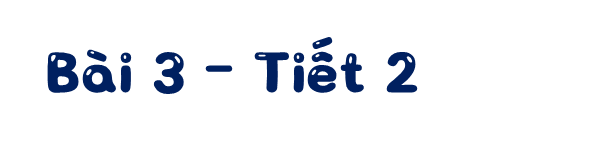 Bài 3 – Tiết 2